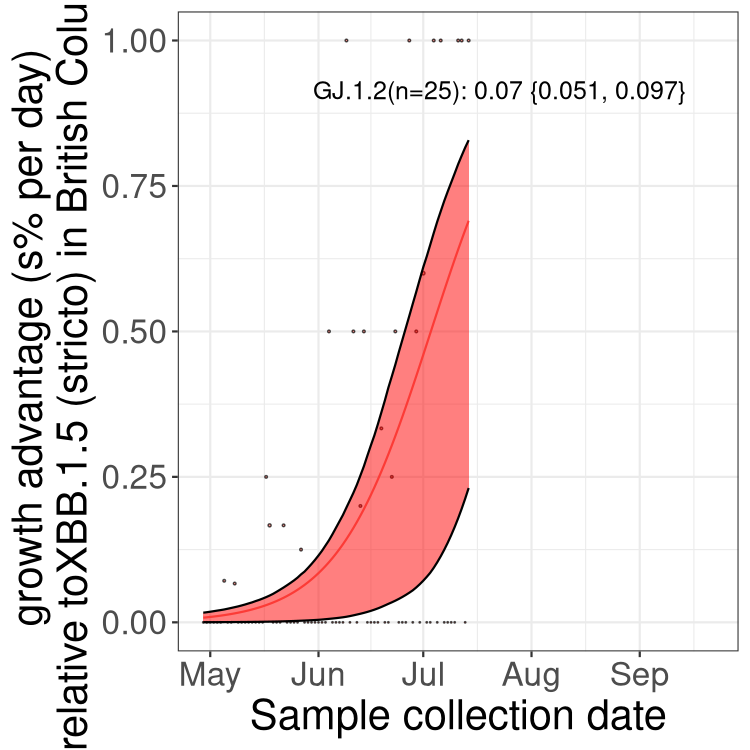 growth advantage (s% per day)
relative toXBB.1.5 (stricto) in British Colu
1.00
0.75
0.50
0.25
0.00
GJ.1.2(n=25): 0.07 {0.051, 0.097}
May Jun Jul Aug Sep
Sample collection date